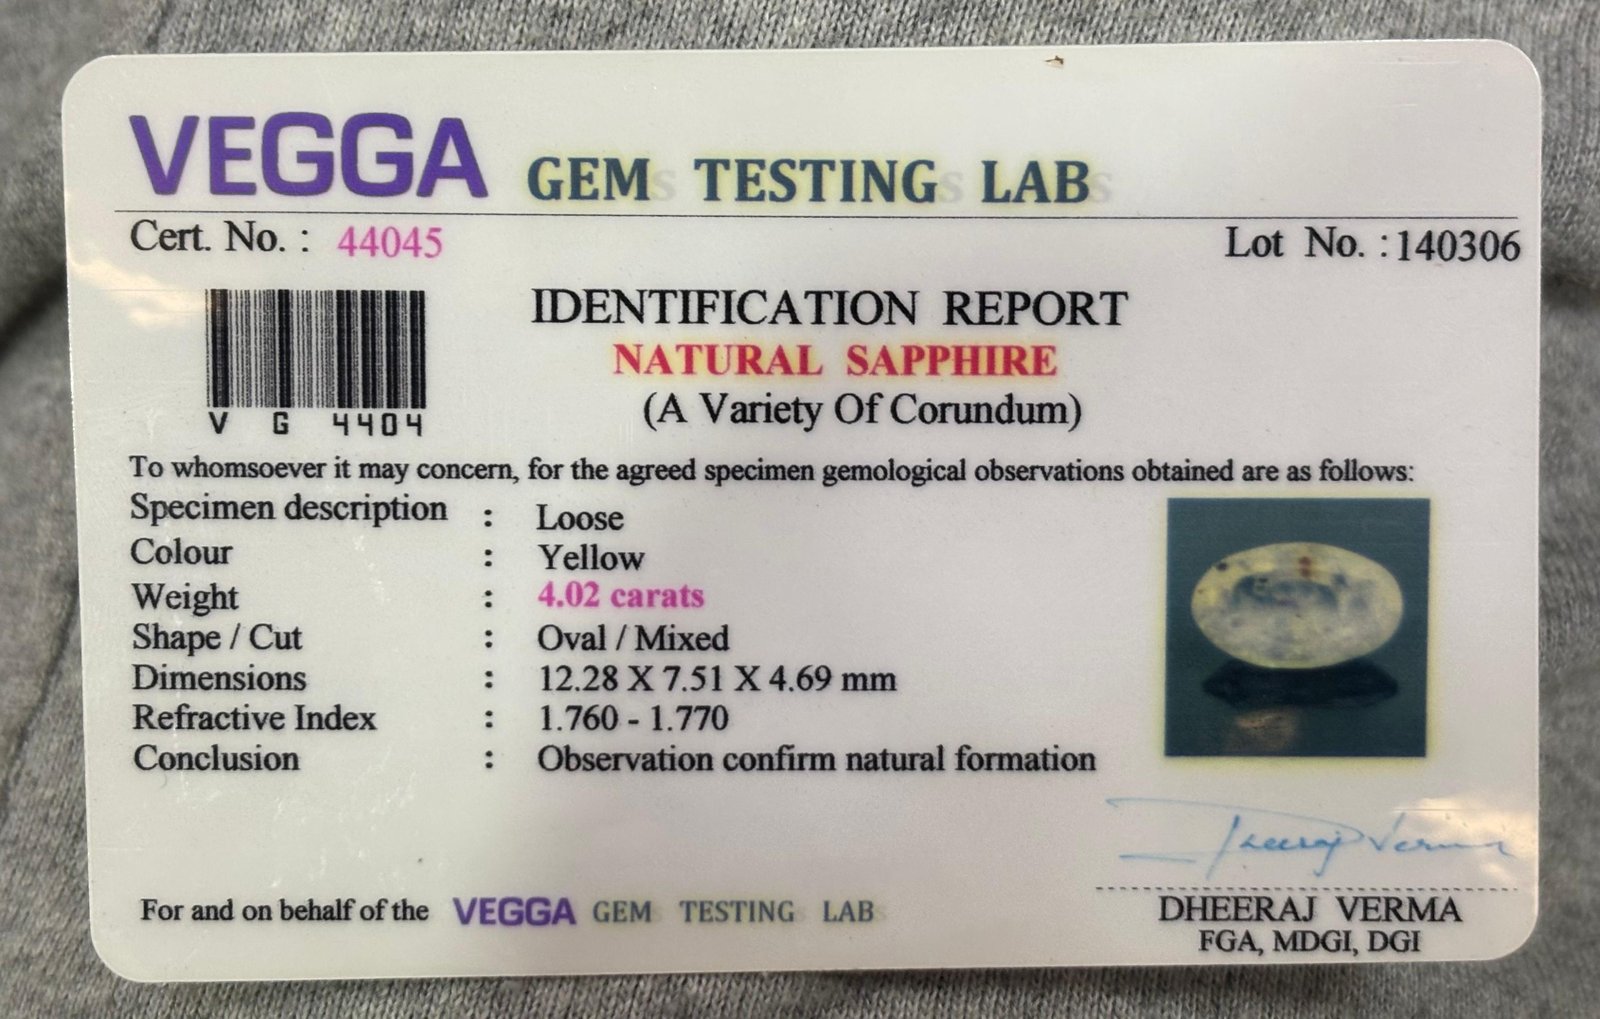 VEGGA GEM TESTING LAB
Cert. No. : 44045
Lot No. : 140306
IDENTIFICATION REPORT
NATURAL SAPPHIRE
(A Variety Of Corundum)
V G 4404
To whomsoever it may concern, for the agreed specimen gemological observations obtained are as follows:
Specimen description : Loose
Colour : Yellow
Weight : 4.02 carats
Shape / Cut : Oval / Mixed
Dimensions : 12.28 X 7.51 X 4.69 mm
Refractive Index : 1.760 - 1.770
Conclusion : Observation confirm natural formation
Dheeraj Verma
For and on behalf of the VEGGA GEM TESTING LAB
DHEERAJ VERMA
FGA, MDGI, DGI